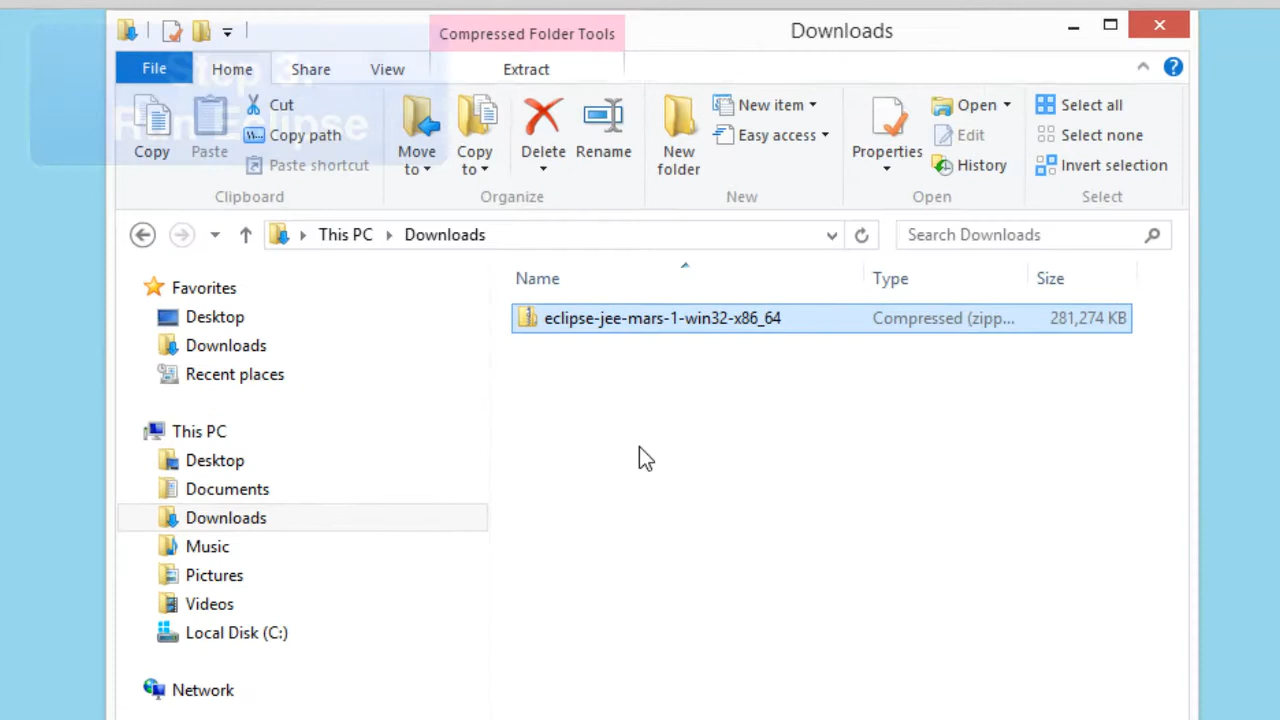 Compressed Folder Tools
Downloads
File
Home
Share
View
Extract
Step 3:
Run Eclipse
Copy
Paste
Cut
Copy path
Paste shortcut
Move to
Copy to
Delete
Rename
New folder
New item
Easy access
Properties
Open
Edit
History
Select all
Select none
Invert selection
Clipboard
Organize
New
Open
Select
This PC
Downloads
Search Downloads
Name
Type
Size
eclipse-jee-mars-1-win32-x86_64
Compressed (zipp...
281,274 KB
Favorites
Desktop
Downloads
Recent places
This PC
Desktop
Documents
Downloads
Music
Pictures
Videos
Local Disk (C:)
Network